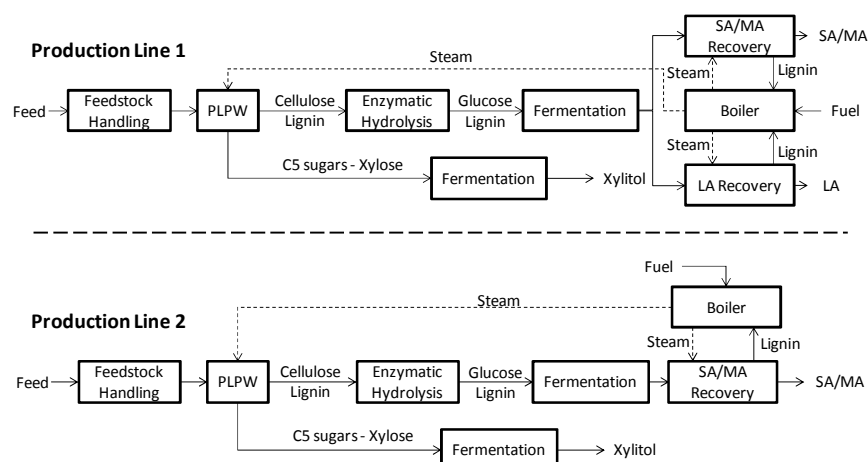 Production Line 1
SA/MA
Recovery
SA/MA
Steam
Steam
Lignin
Feed
Feedstock
Handling
PLPW
Cellulose
Lignin
Enzymatic
Hydrolysis
Glucose
Lignin
Fermentation
Boiler
Fuel
Steam
Lignin
C5 sugars - Xylose
Fermentation
Xylitol
LA Recovery
LA
Fuel
Production Line 2
Steam
Boiler
Steam
Lignin
Feed
Feedstock
Handling
PLPW
Cellulose
Lignin
Enzymatic
Hydrolysis
Glucose
Lignin
Fermentation
SA/MA
Recovery
SA/MA
C5 sugars - Xylose
Fermentation
Xylitol